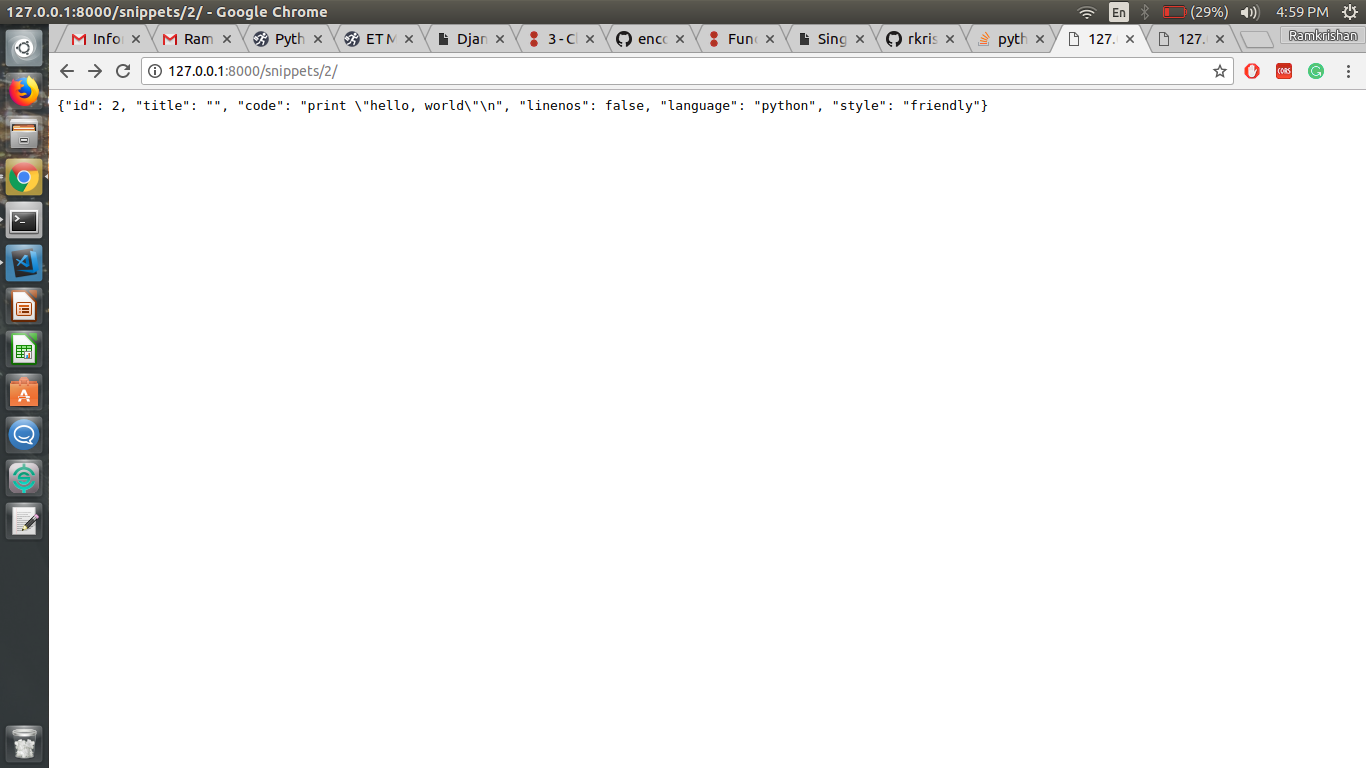 127.0.0.1:8000/snippets/2/ - Google Chrome
En
(29%)
4:59 PM
Infor
Ram
Pyth
ET M
Djan
3 - Cl
enco
Func
Sing
rkris
pyth
127.
127.
Ramkrishan
127.0.0.1:8000/snippets/2/
CORS
{"id": 2, "title": "", "code": "print \"hello, world\"\n", "linenos": false, "language": "python", "style": "friendly"}